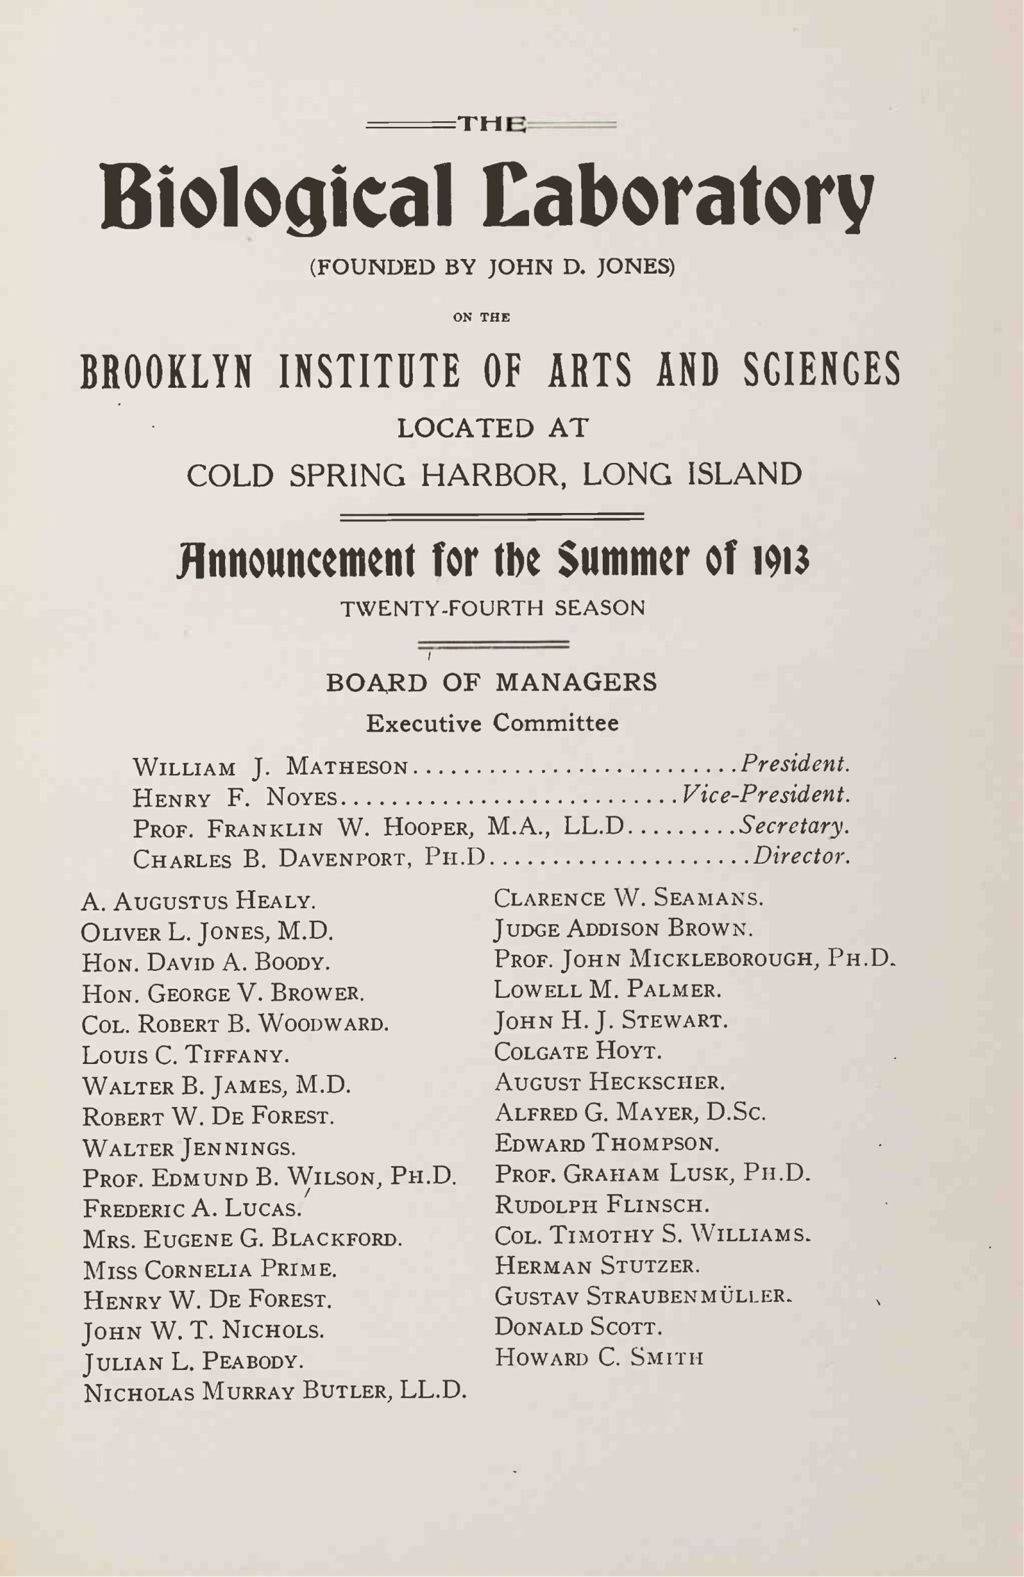 THE
Biological Laboratory
(FOUNDED BY JOHN D. JONES)
ON THE
BROOKLYN INSTITUTE OF ARTS AND SCIENCES
LOCATED AT
COLD SPRING HARBOR, LONG ISLAND
Announcement for the Summer of 1913
TWENTY-FOURTH SEASON
BOARD OF MANAGERS
Executive Committee
WILLIAM J. MATHESON..........................President.
HENRY F. NOYES...........................Vice-President.
PROF. FRANKLIN W. HOOPER, M.A., LL.D.........Secretary.
CHARLES B. DAVENPORT, PH.D.....................Director.
A. AUGUSTUS HEALY.
OLIVER L. JONES, M.D.
HON. DAVID A. BOODY.
HON. GEORGE V. BROWER.
COL. ROBERT B. WOODWARD.
LOUIS C. TIFFANY.
WALTER B. JAMES, M.D.
ROBERT W. DE FOREST.
WALTER JENNINGS.
PROF. EDMUND B. WILSON, PH.D.
FREDERIC A. LUCAS.
MRS. EUGENE G. BLACKFORD.
MISS CORNELIA PRIME.
HENRY W. DE FOREST.
JOHN W. T. NICHOLS.
JULIAN L. PEABODY.
NICHOLAS MURRAY BUTLER, LL.D.
CLARENCE W. SEAMANS.
JUDGE ADDISON BROWN.
PROF. JOHN MICKLEBOROUGH, PH.D.
LOWELL M. PALMER.
JOHN H. J. STEWART.
COLGATE HOYT.
AUGUST HECKSCHER.
ALFRED G. MAYER, D.SC.
EDWARD THOMPSON.
PROF. GRAHAM LUSK, PH.D.
RUDOLPH FLINSCH.
COL. TIMOTHY S. WILLIAMS.
HERMAN STUTZER.
GUSTAV STRAUBENMÜLLER.
DONALD SCOTT.
HOWARD C. SMITH